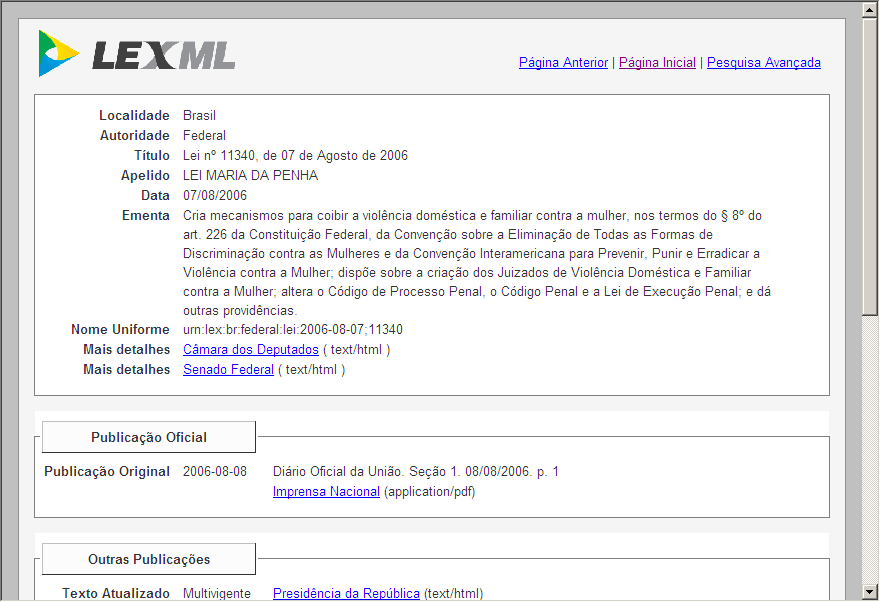 LEXML
Página Anterior | Página Inicial | Pesquisa Avançada
Localidade Brasil
Autoridade Federal
Título Lei nº 11340, de 07 de Agosto de 2006
Apelido LEI MARIA DA PENHA
Data 07/08/2006
Ementa Cria mecanismos para coibir a violência doméstica e familiar contra a mulher, nos termos do § 8º do
art. 226 da Constituição Federal, da Convenção sobre a Eliminação de Todas as Formas de
Discriminação contra as Mulheres e da Convenção Interamericana para Prevenir, Punir e Erradicar a
Violência contra a Mulher; dispõe sobre a criação dos Juizados de Violência Doméstica e Familiar
contra a Mulher; altera o Código de Processo Penal, o Código Penal e a Lei de Execução Penal; e dá
outras providências.
Nome Uniforme urn:lex:br:federal:lei:2006-08-07;11340
Mais detalhes Câmara dos Deputados ( text/html )
Mais detalhes Senado Federal ( text/html )
Publicação Oficial
Publicação Original 2006-08-08 Diário Oficial da União. Seção 1. 08/08/2006. p. 1
Imprensa Nacional (application/pdf)
Outras Publicações
Texto Atualizado Multivigente Presidência da República (text/html)